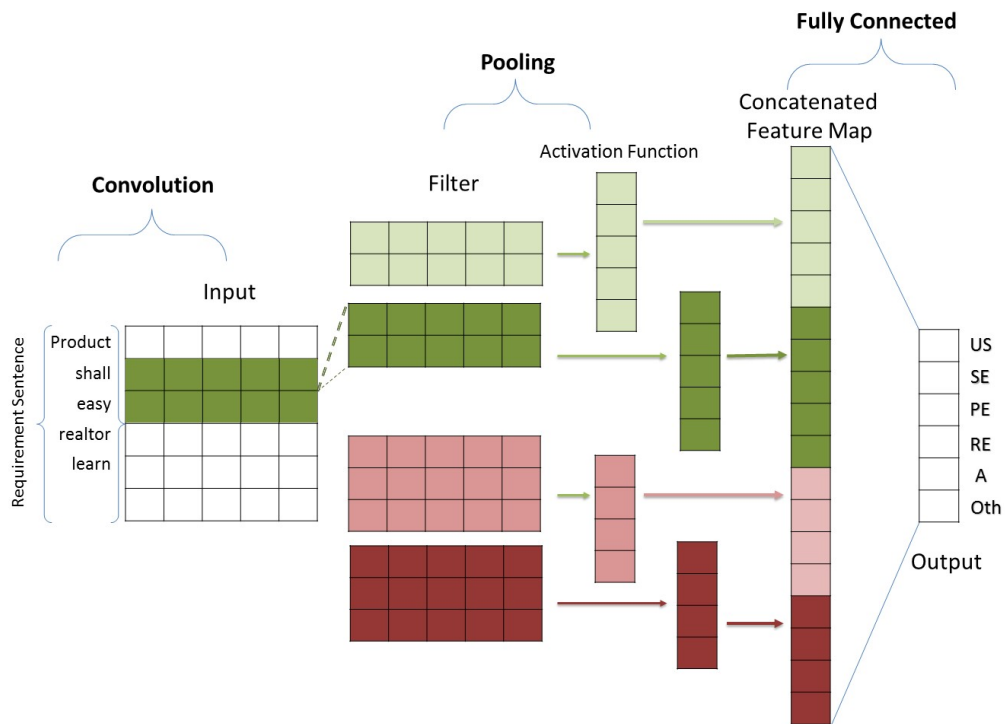 Fully Connected
Pooling
Concatenated
Feature Map
Activation Function
Convolution
Filter
Input
Requirement Sentence
Product
shall
easy
realtor
learn
US
SE
PE
RE
A
Oth
Output